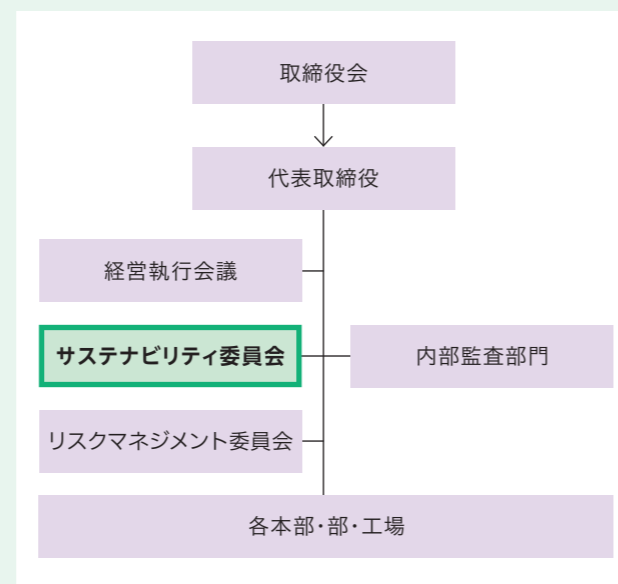 取締役会
代表取締役
経営執行会議
サステナビリティ委員会
内部監査部門
リスクマネジメント委員会
各本部・部・工場